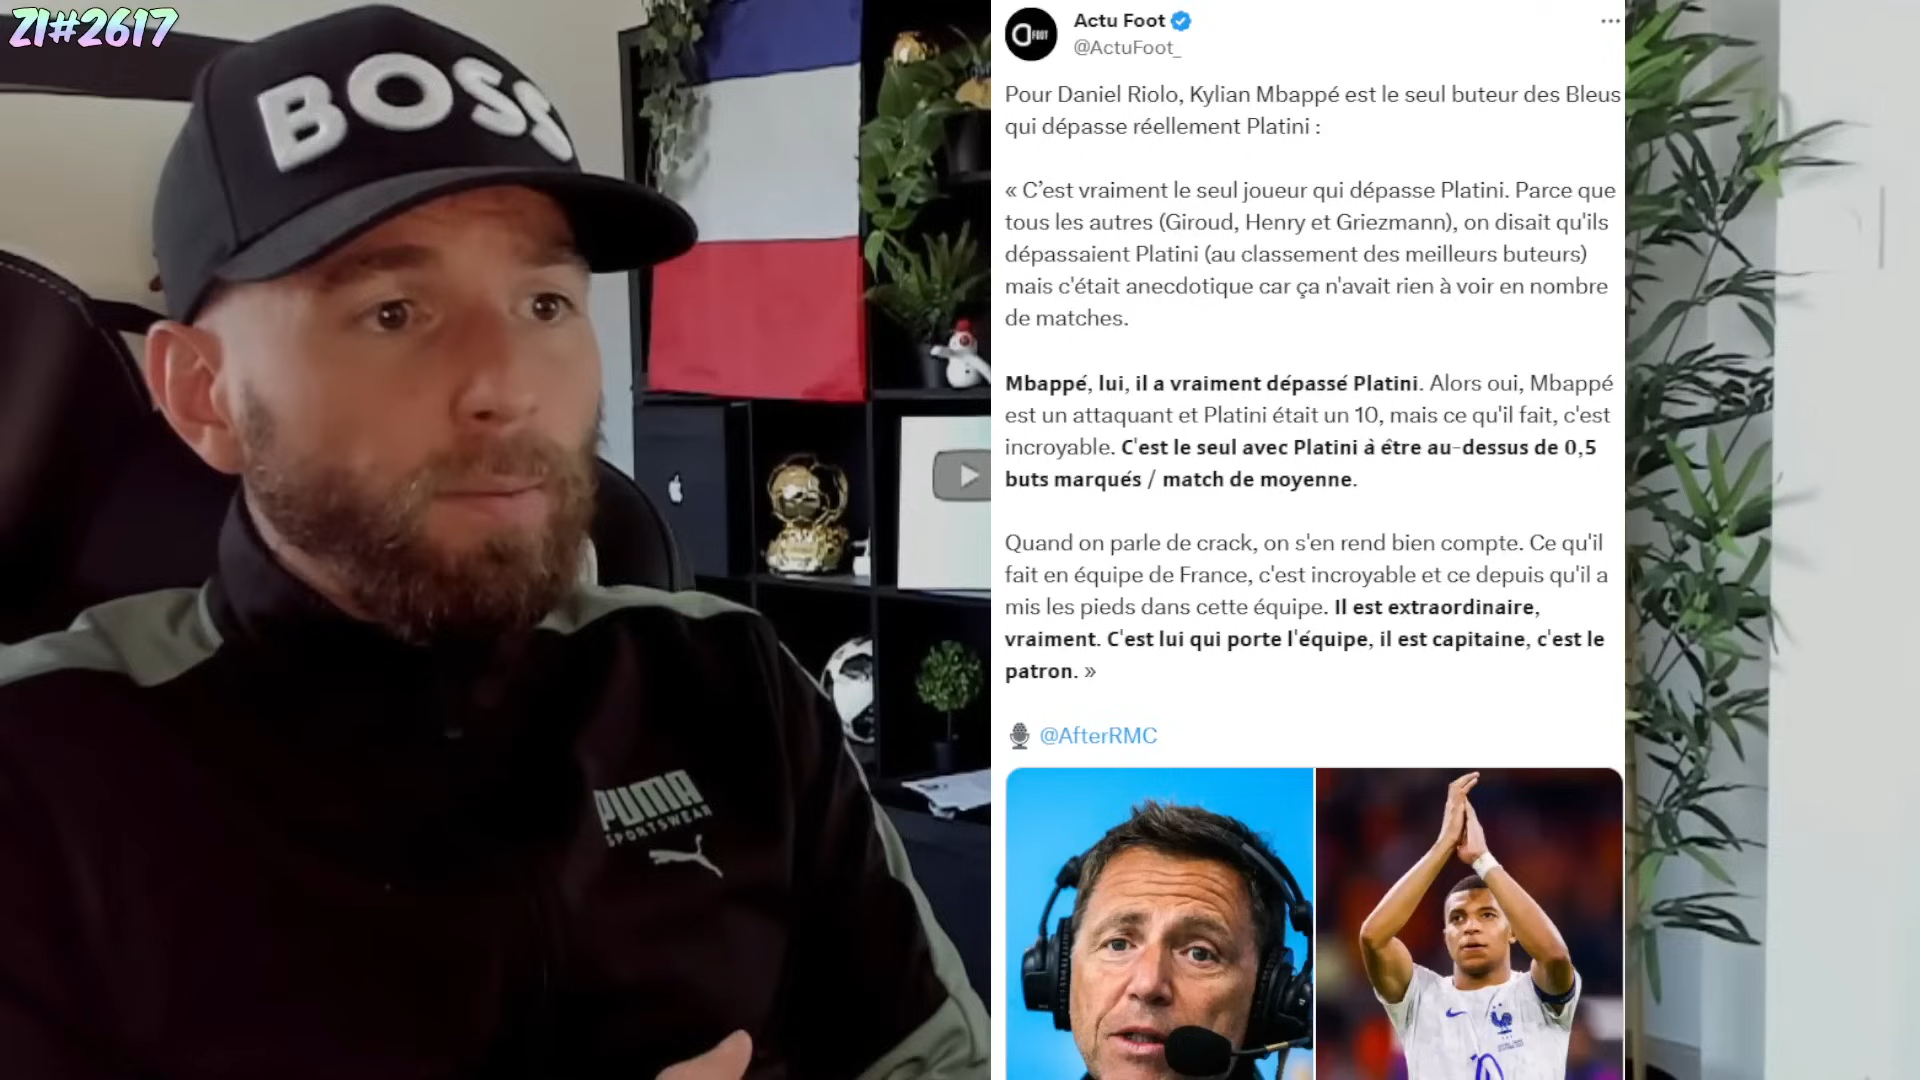 ZI#2617
BOSS
PUMA
SPORTSWEAR
Actu Foot
@ActuFoot_
Pour Daniel Riolo, Kylian Mbappé est le seul buteur des Bleus
qui dépasse réellement Platini :
« C’est vraiment le seul joueur qui dépasse Platini. Parce que
tous les autres (Giroud, Henry et Griezmann), on disait qu'ils
dépassaient Platini (au classement des meilleurs buteurs)
mais c'était anecdotique car ça n'avait rien à voir en nombre
de matches.
Mbappé, lui, il a vraiment dépassé Platini. Alors oui, Mbappé
est un attaquant et Platini était un 10, mais ce qu'il fait, c'est
incroyable. C'est le seul avec Platini à être au-dessus de 0,5
buts marqués / match de moyenne.
Quand on parle de crack, on s'en rend bien compte. Ce qu'il
fait en équipe de France, c'est incroyable et ce depuis qu'il a
mis les pieds dans cette équipe. Il est extraordinaire,
vraiment. C'est lui qui porte l'équipe, il est capitaine, c'est le
patron. »
@AfterRMC